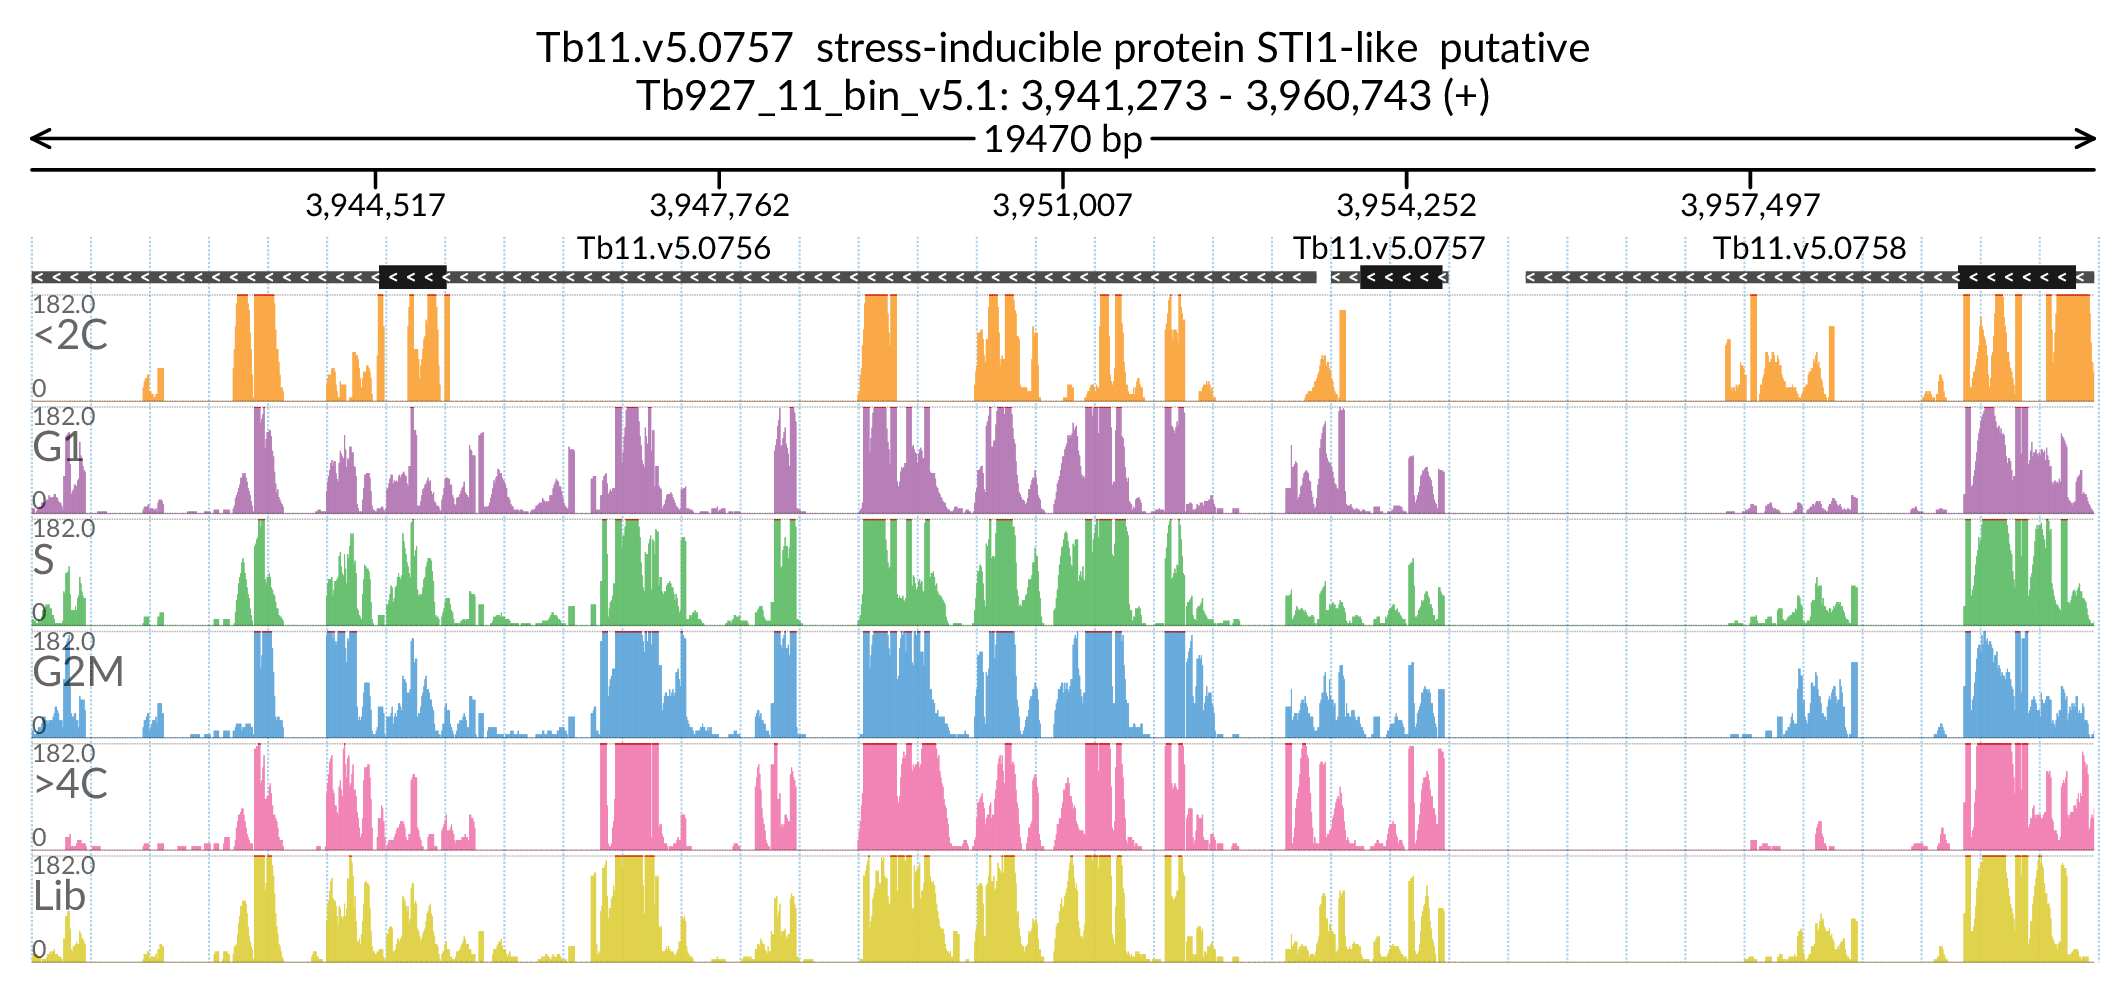 Tb11.v5.0757 stress-inducible protein STI1-like putative
Tb927_11_bin_v5.1: 3,941,273 - 3,960,743 (+)
19470 bp
3,944,517 3,947,762 3,951,007 3,954,252 3,957,497
Tb11.v5.0756 Tb11.v5.0757 Tb11.v5.0758
182.0
<2C
0
182.0
G1
0
182.0
S
0
182.0
G2M
0
182.0
>4C
0
182.0
Lib
0